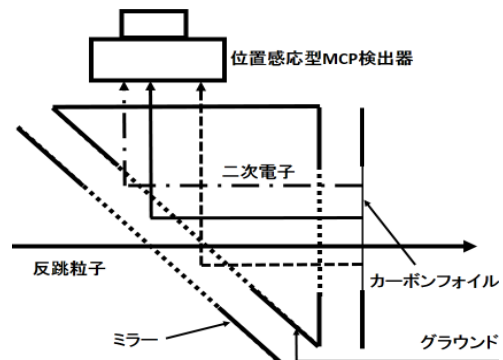 位置感応型MCP検出器
二次電子
反跳粒子
カーボンフォイル
ミラー
グラウンド